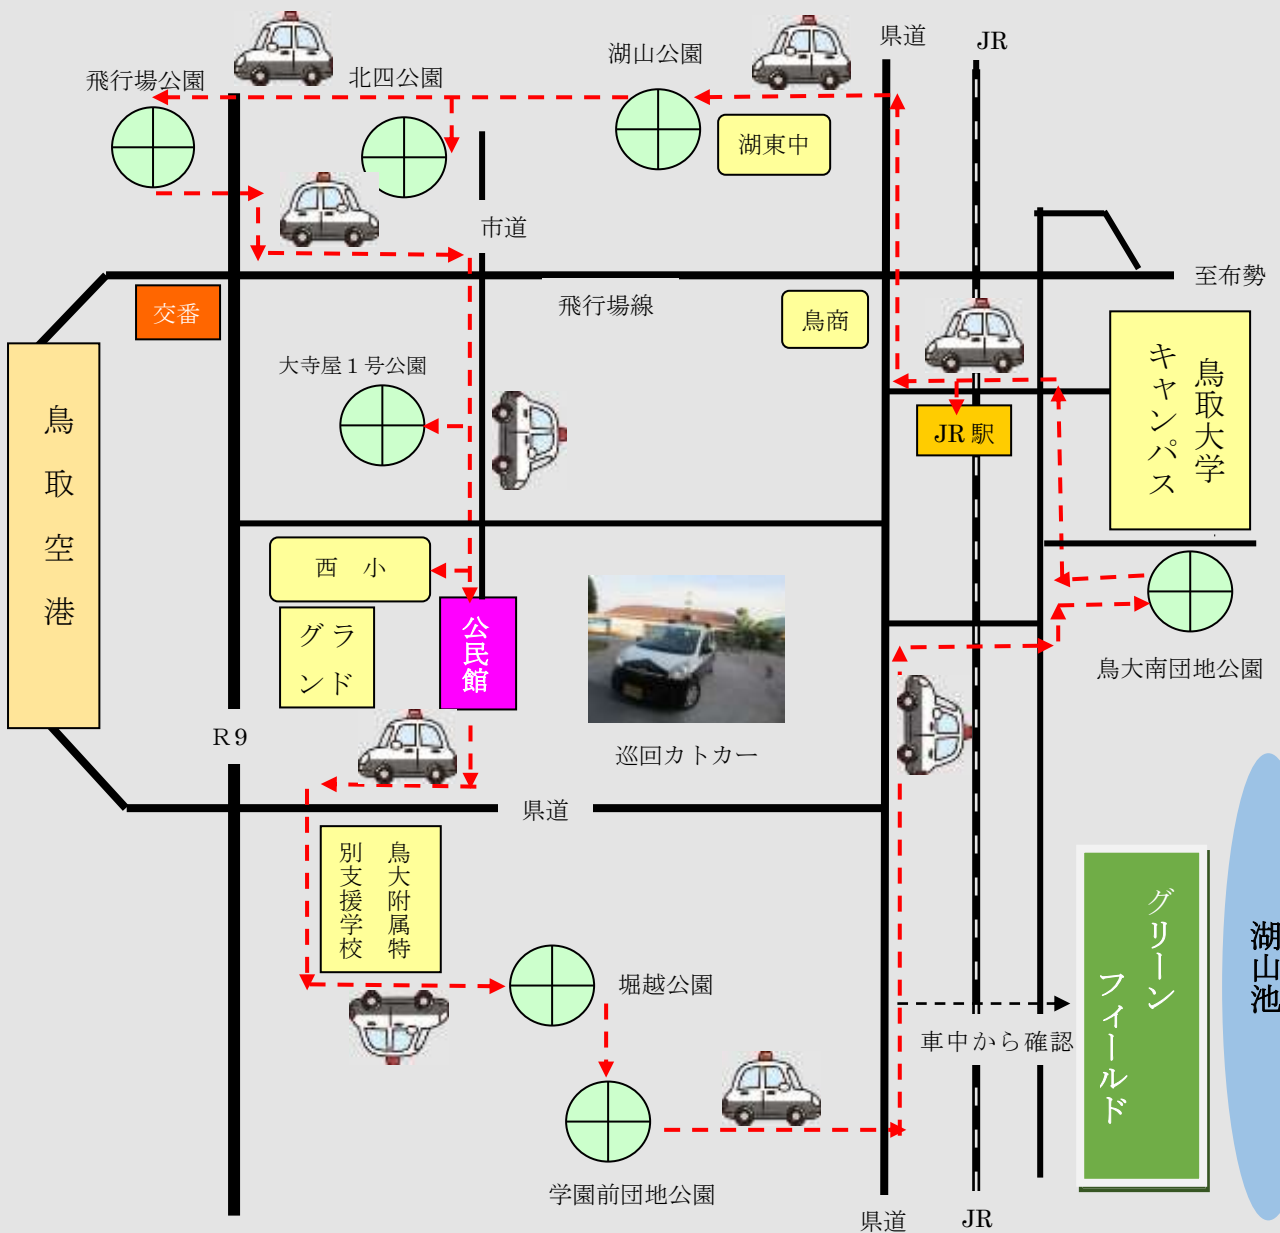 県道
JR
湖山公園
北四公園
飛行場公園
湖東中
市道
至布勢
飛行場線
交番
鳥商
大寺屋１号公園
鳥取大学
キャンパス
鳥取空港
JR駅
西 小
公民館
グラ
ンド
鳥大南団地公園
R9
巡回カトカー
県道
鳥大附属特
別支援学校
グリーン
フィールド
湖山池
堀越公園
車中から確認
学園前団地公園
県道
JR